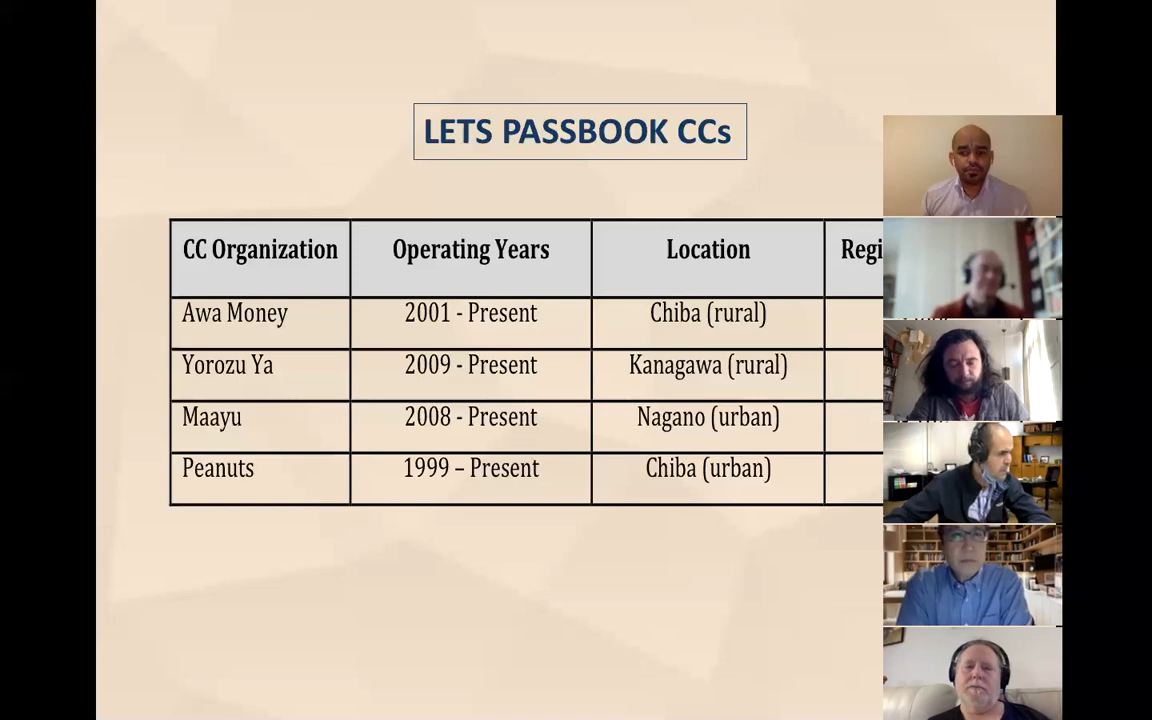 LETS PASSBOOK CCs
CC Organization Operating Years Location
Awa Money 2001 - Present Chiba (rural)
Yorozu Ya 2009 - Present Kanagawa (rural)
Maayu 2008 - Present Nagano (urban)
Peanuts 1999 – Present Chiba (urban)